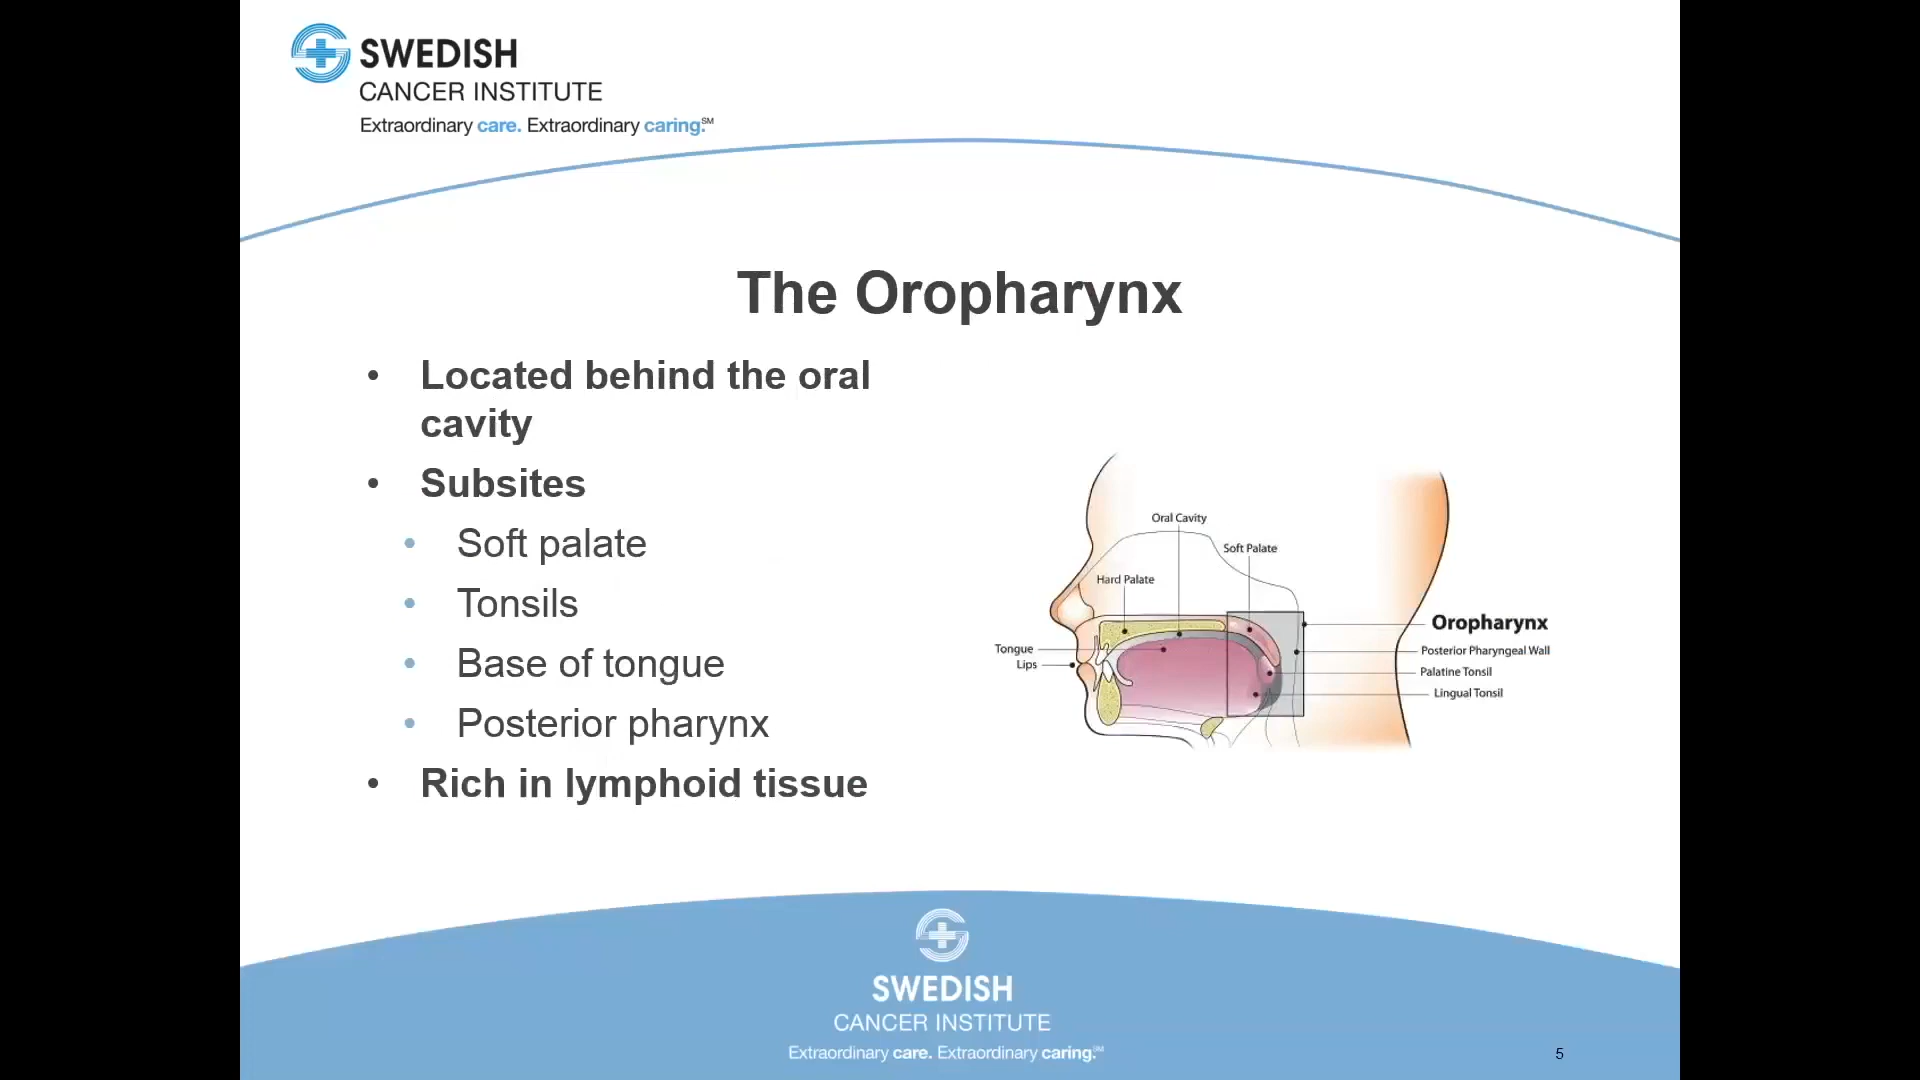 SWEDISH
CANCER INSTITUTE
Extraordinary care. Extraordinary caring.℠
The Oropharynx
• Located behind the oral
cavity
• Subsites
• Soft palate
• Tonsils
• Base of tongue
• Posterior pharynx
• Rich in lymphoid tissue
Oral Cavity
Soft Palate
Hard Palate
Tongue
Lips
Oropharynx
Posterior Pharyngeal Wall
Palatine Tonsil
Lingual Tonsil
SWEDISH
CANCER INSTITUTE
Extraordinary care. Extraordinary caring.℠
5